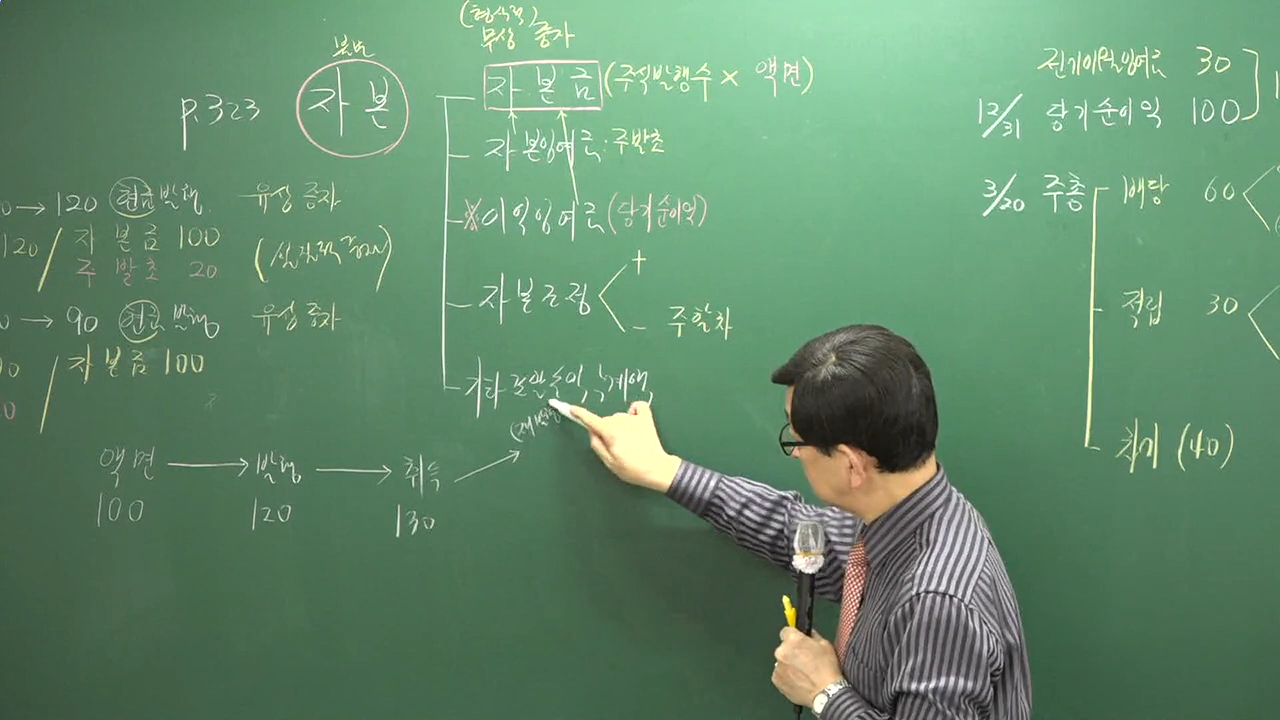 p.323
자본
0 → 120 현금발행 유상증자
120 / 자본금 100
주발초 20
(실질적 증자)
0 → 90 현금발행 유상증자
0 / 자본금 100
0
액면 → 발행 → 취득 →
100 120 130
(형식적)
무상 증자
자본금 (주식발행수 × 액면)
자본잉여금: 주발초
※이익잉여금 (당기순이익)
자본조정 +
- 주할차
기타포괄손익누계액
전기이월잉여금 30
12/31 당기순이익 100
3/20 주총 배당 60
적립 30
차기 (40)